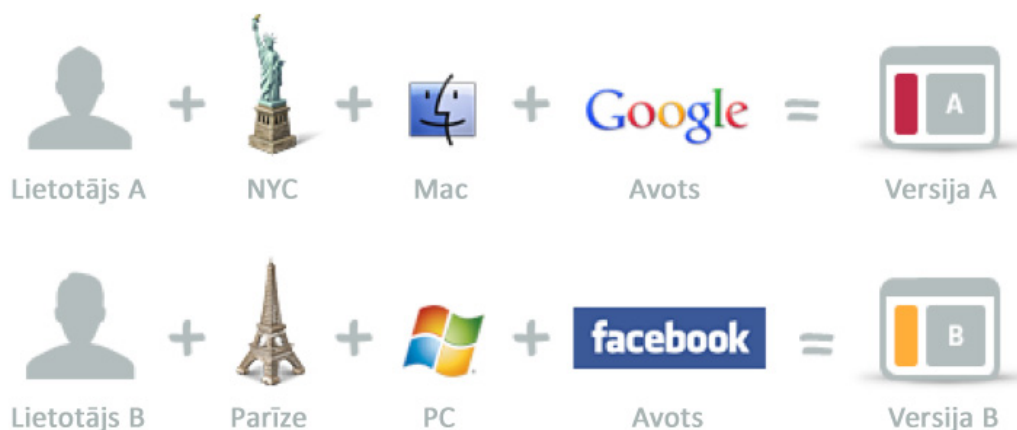 + + + Google = A
Lietotājs A NYC Mac Avots Versija A
+ + + facebook = B
Lietotājs B Parīze PC Avots Versija B